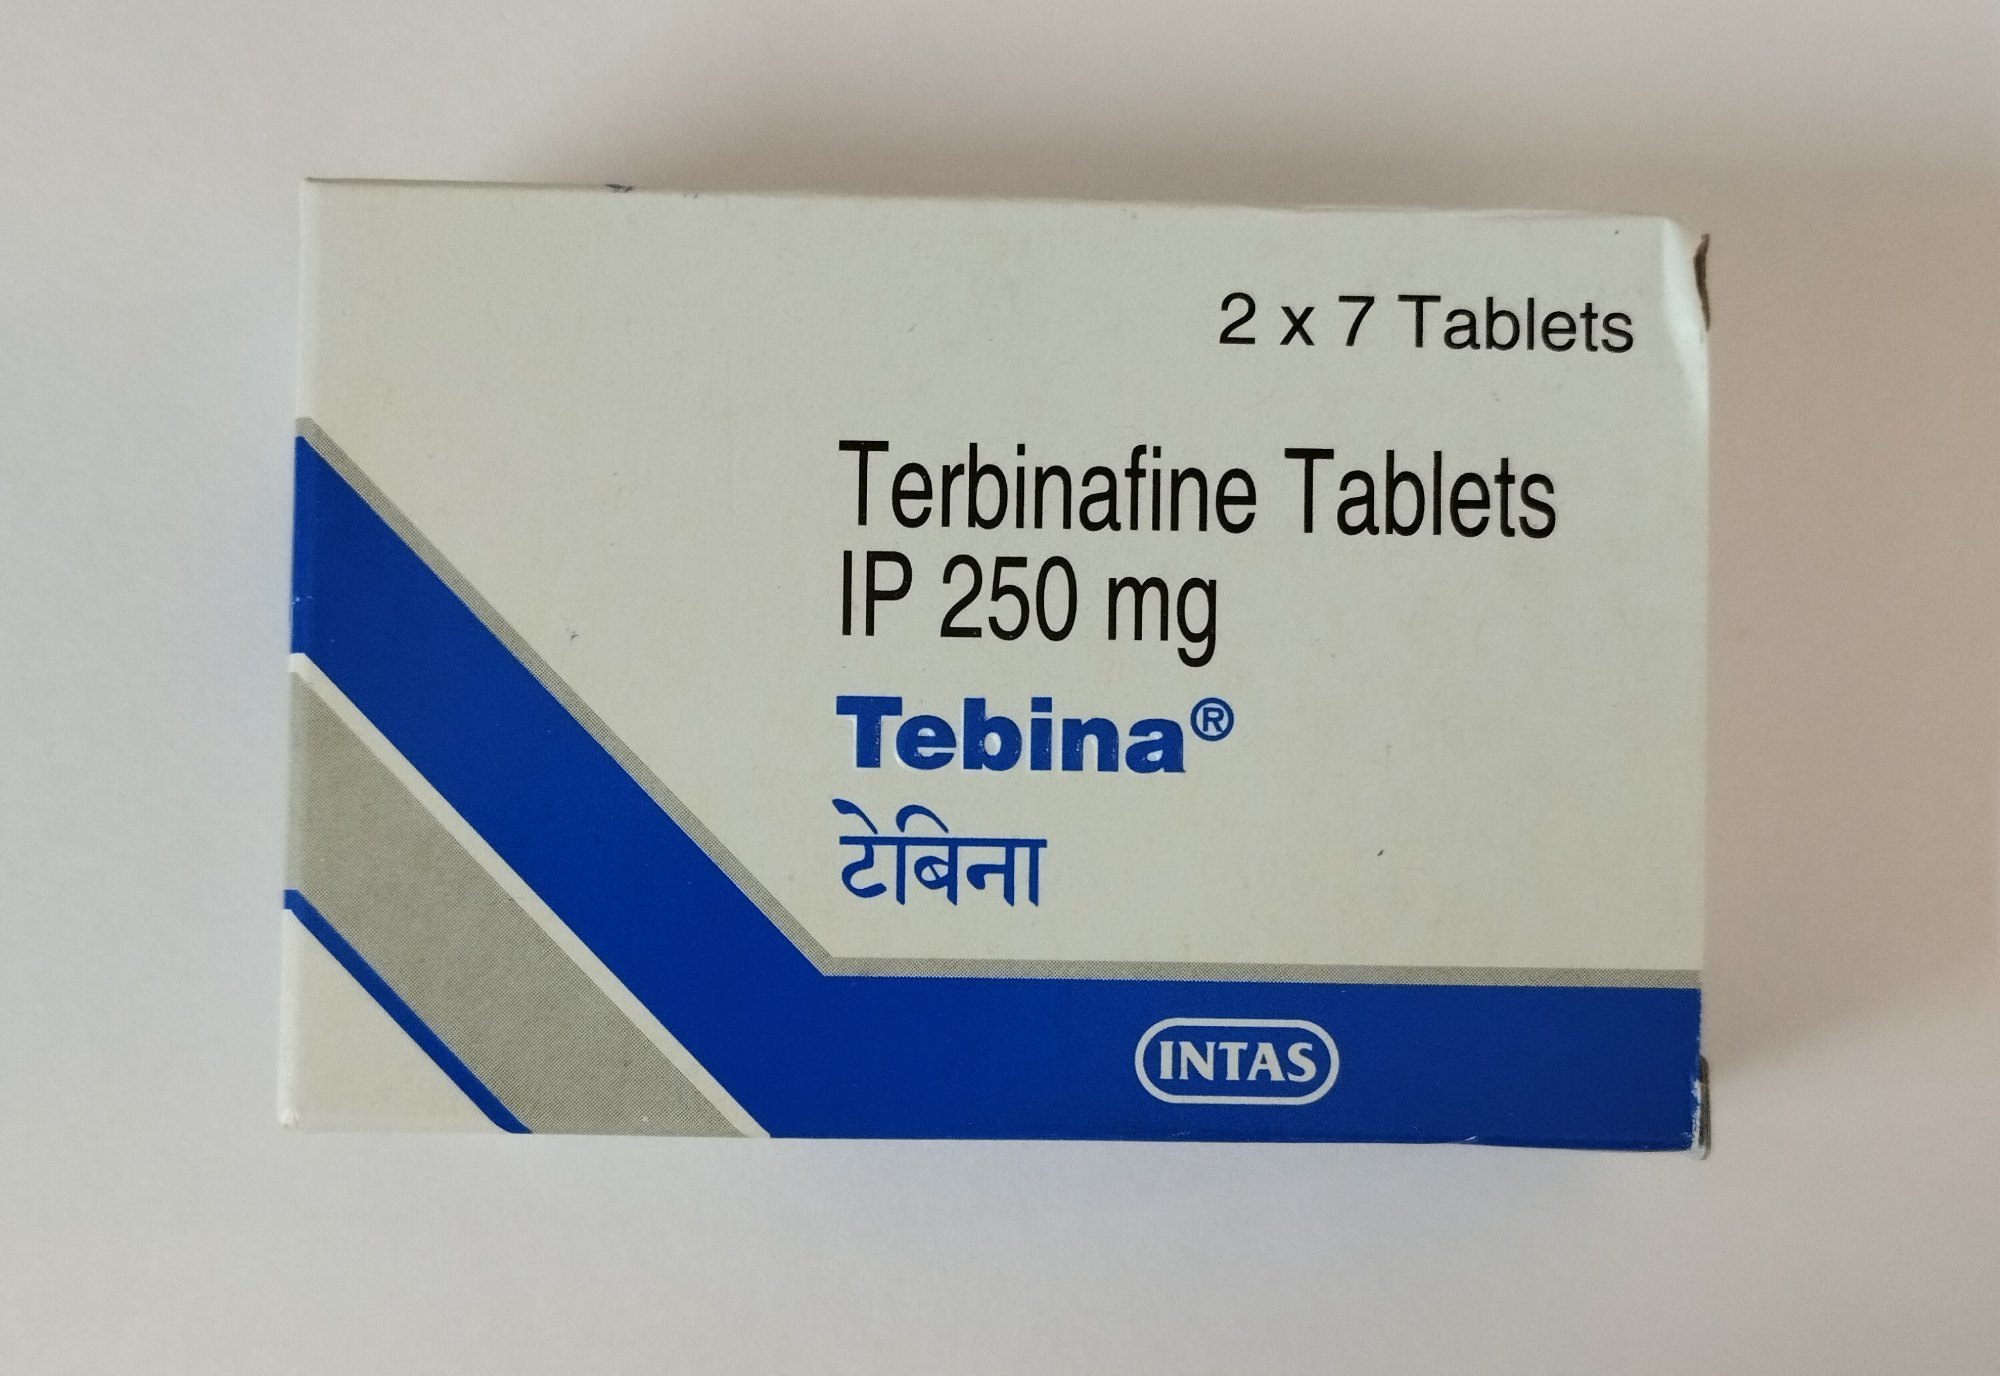 2 x 7 Tablets
Terbinafine Tablets
IP 250 mg
Tebina®
टेबिना
INTAS